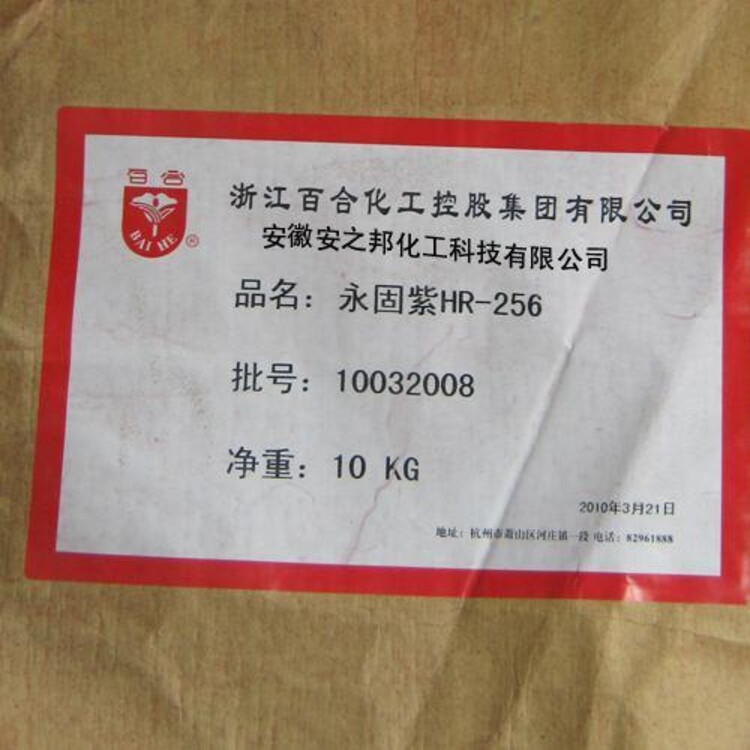 百合
BAI HE ®
浙江百合化工控股集团有限公司
安徽安之邦化工科技有限公司
品名：永固紫HR-256
批号：10032008
净重：10 KG
2010年3月21日
地址：杭州市萧山区河庄镇一段 电话：82961888